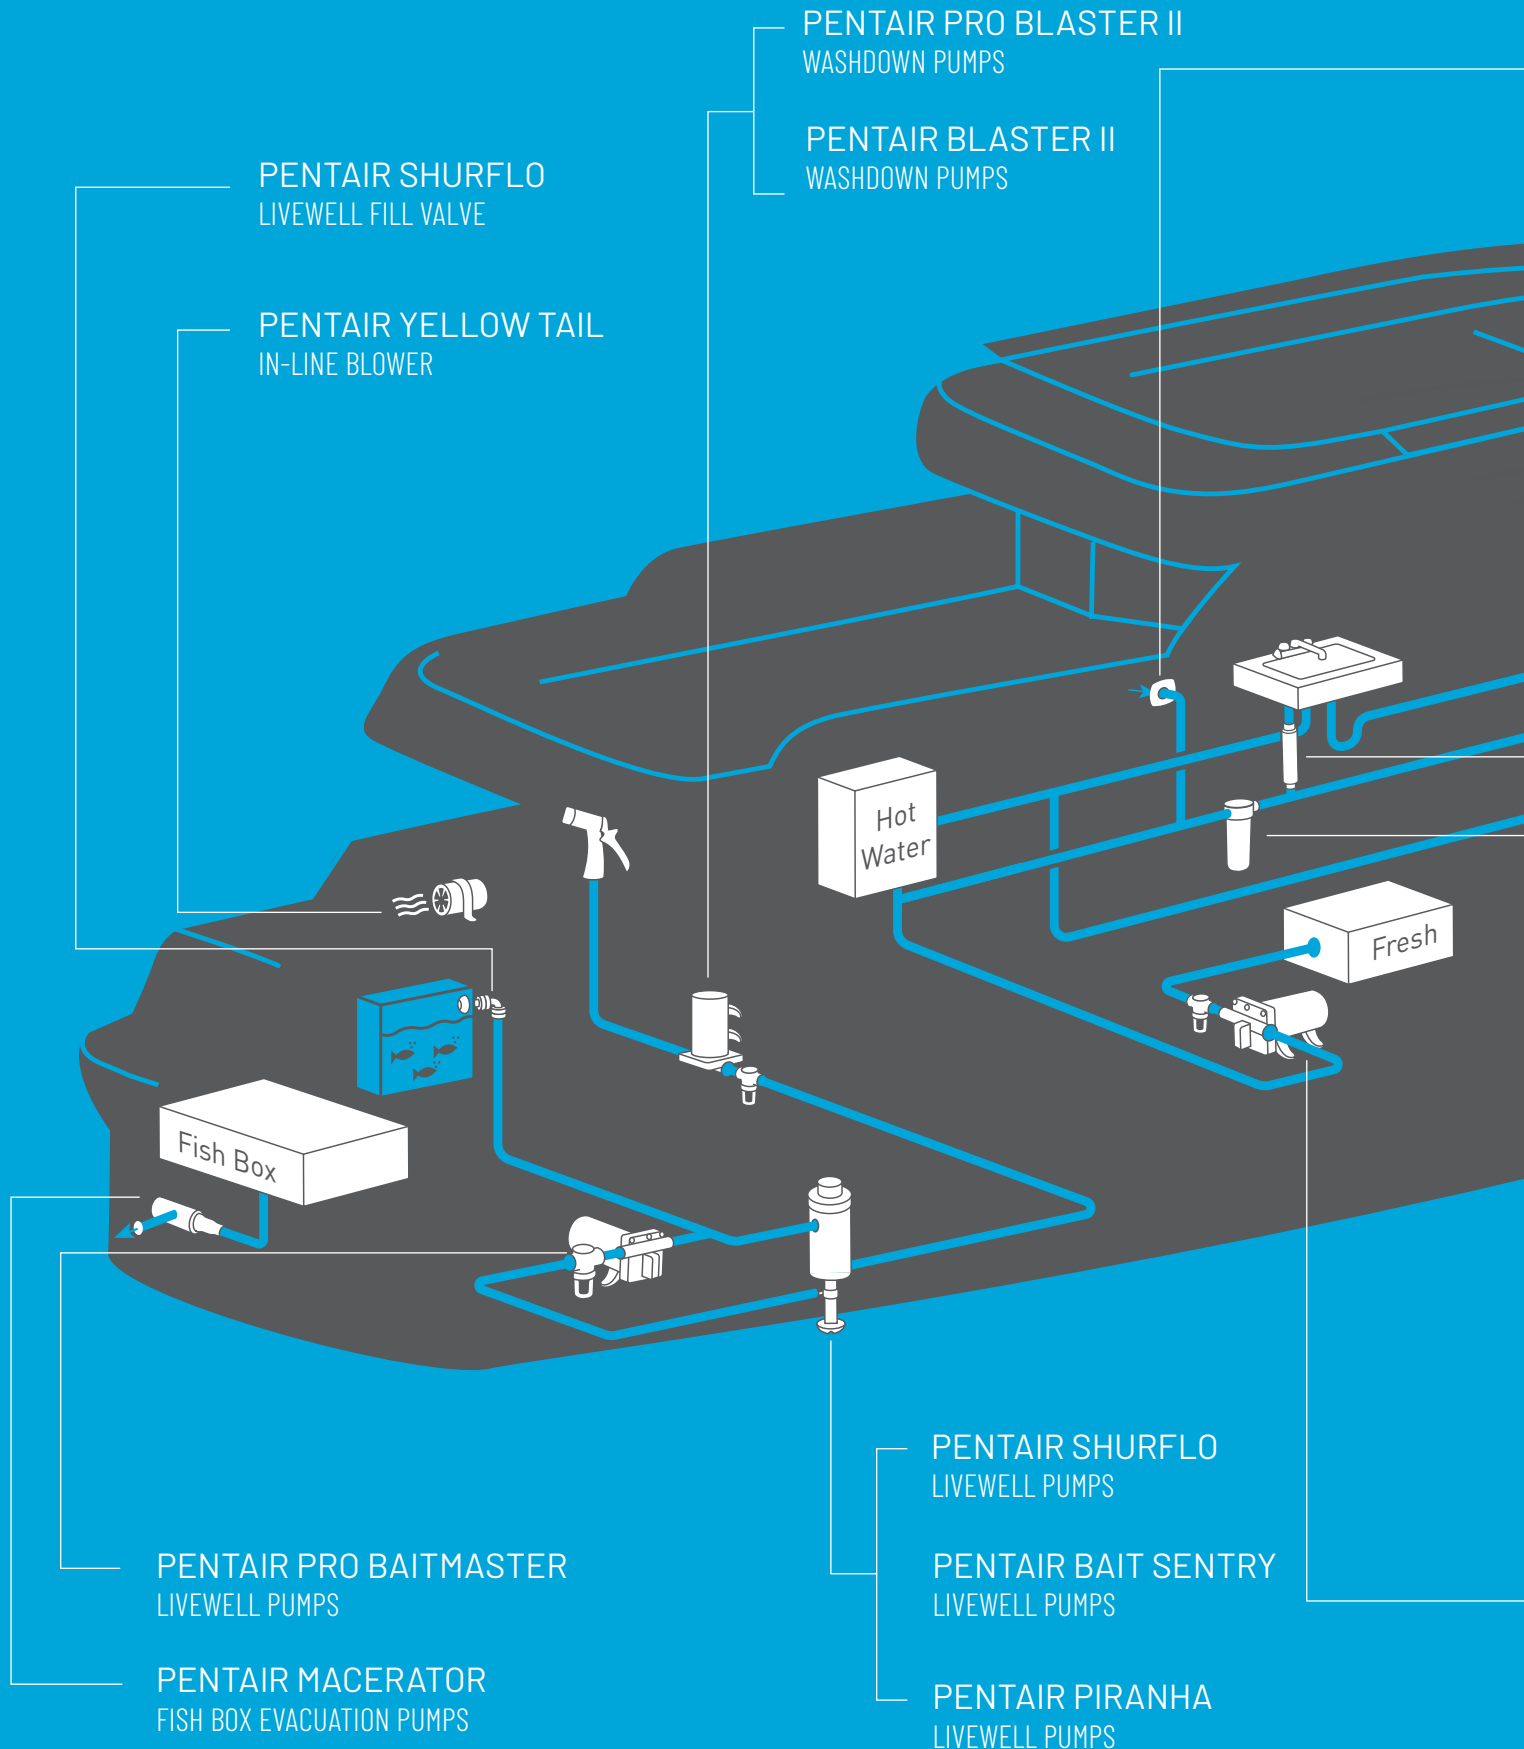 PENTAIR PRO BLASTER II
WASHDOWN PUMPS
PENTAIR BLASTER II
WASHDOWN PUMPS
PENTAIR SHURFLO
LIVEWELL FILL VALVE
PENTAIR YELLOW TAIL
IN-LINE BLOWER
Hot
Water
Fresh
Fish Box
PENTAIR SHURFLO
LIVEWELL PUMPS
PENTAIR BAIT SENTRY
LIVEWELL PUMPS
PENTAIR PIRANHA
LIVEWELL PUMPS
PENTAIR PRO BAITMASTER
LIVEWELL PUMPS
PENTAIR MACERATOR
FISH BOX EVACUATION PUMPS